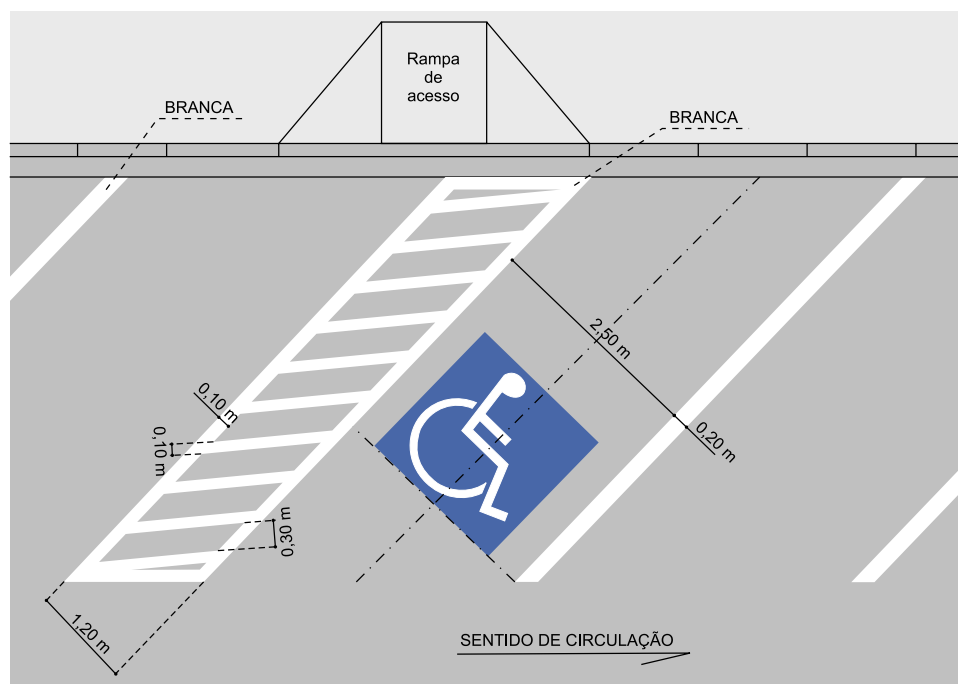 Rampa
de
acesso
BRANCA
BRANCA
2,50 m
0,10 m
0,10 m
0,20 m
0,30 m
1,20 m
SENTIDO DE CIRCULAÇÃO